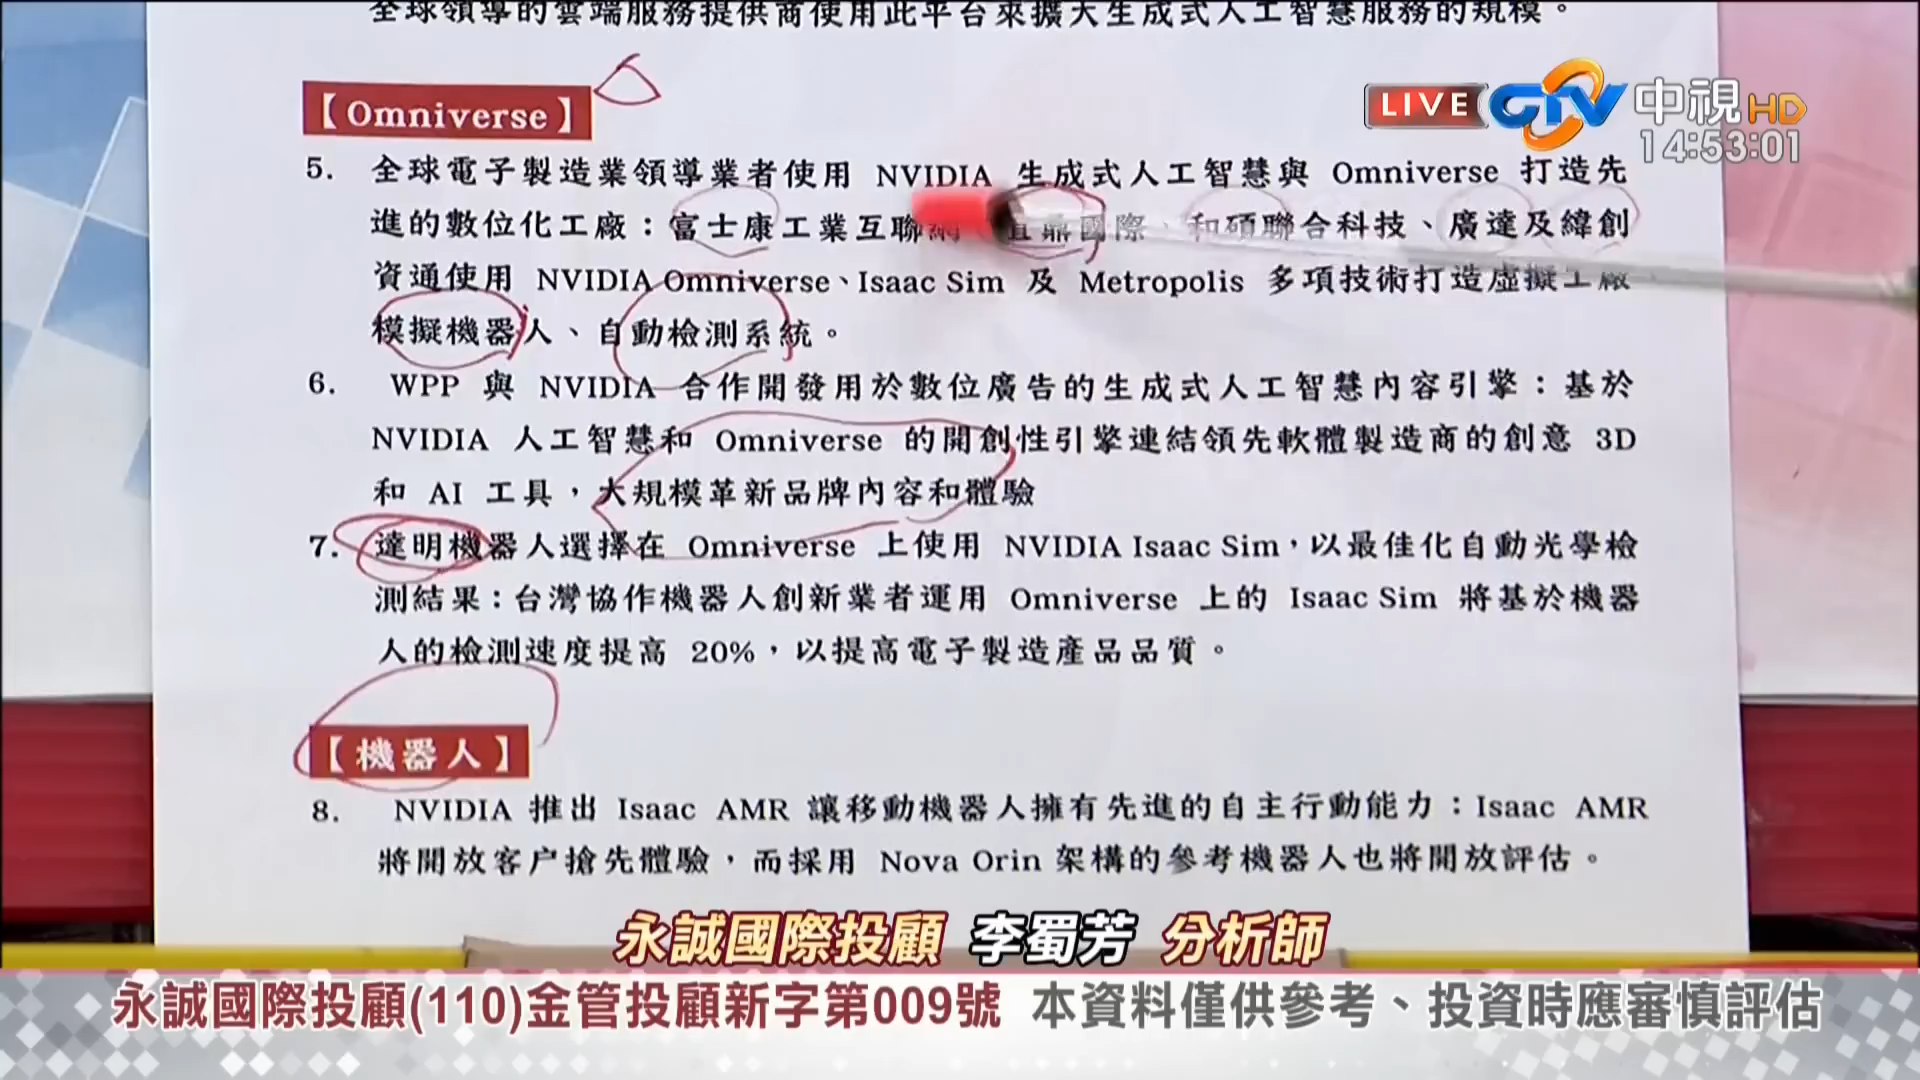 全球領導的雲端服務提供商使用此平台來擴大生成式人工智慧服務的規模。
【Omniverse】
LIVE CTV 中視HD
14:53:01
5. 全球電子製造業領導業者使用 NVIDIA 生成式人工智慧與 Omniverse 打造先
進的數位化工廠：富士康工業互聯網、宜鼎國際、和碩聯合科技、廣達及緯創
資通使用 NVIDIA Omniverse、Isaac Sim 及 Metropolis 多項技術打造虛擬工廠
模擬機器人、自動檢測系統。
6. WPP 與 NVIDIA 合作開發用於數位廣告的生成式人工智慧內容引擎：基於
NVIDIA 人工智慧和 Omniverse 的開創性引擎連結領先軟體製造商的創意 3D
和 AI 工具，大規模革新品牌內容和體驗
7. 達明機器人選擇在 Omniverse 上使用 NVIDIA Isaac Sim，以最佳化自動光學檢
測結果：台灣協作機器人創新業者運用 Omniverse 上的 Isaac Sim 將基於機器
人的檢測速度提高 20%，以提高電子製造產品品質。
【機器人】
8. NVIDIA 推出 Isaac AMR 讓移動機器人擁有先進的自主行動能力：Isaac AMR
將開放客户搶先體驗，而採用 Nova Orin 架構的參考機器人也將開放評估。
永誠國際投顧 李蜀芳 分析師
永誠國際投顧(110)金管投顧新字第009號 本資料僅供參考、投資時應審慎評估